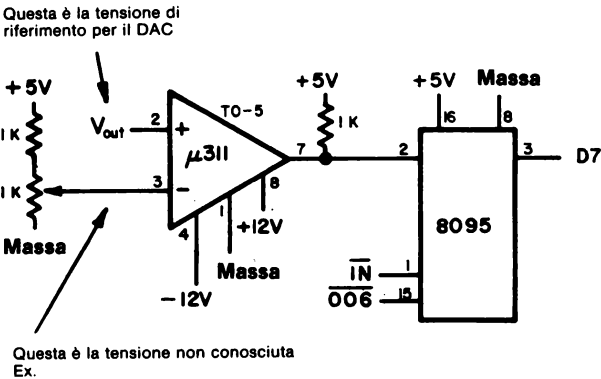 Questa è la tensione di
riferimento per il DAC
+5V
1K
1K
Massa
Vout
2
3
+
−
TO-5
μ311
7
8
1
4
+12V
Massa
−12V
+5V
1K
+5V
Massa
16
8
2
3
D7
8095
IN
1
006
15
Questa è la tensione non conosciuta
Ex.